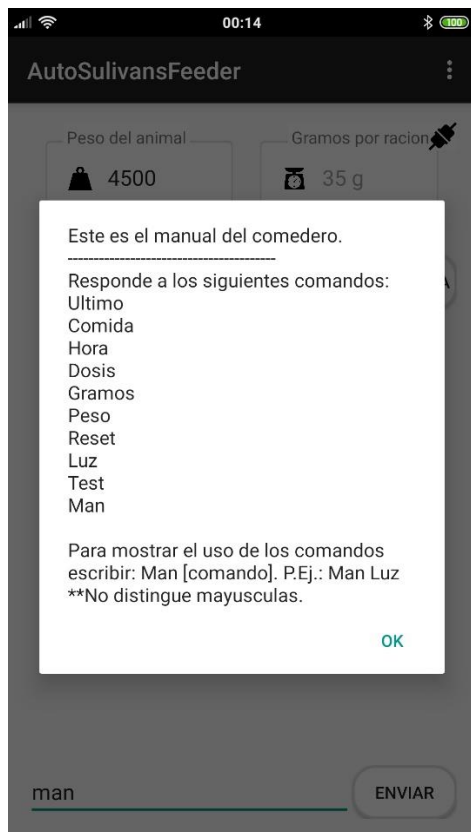 00:14
100
AutoSulivansFeeder
Peso del animal
Gramos por racion
4500
35 g
Este es el manual del comedero.
---------------------------------------
Responde a los siguientes comandos:
Ultimo
Comida
Hora
Dosis
Gramos
Peso
Reset
Luz
Test
Man
Para mostrar el uso de los comandos
escribir: Man [comando]. P.Ej.: Man Luz
**No distingue mayusculas.
OK
man
ENVIAR